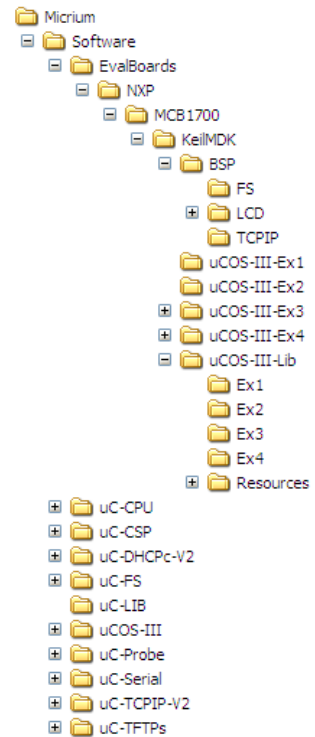 Micrium
Software
EvalBoards
NXP
MCB1700
KeilMDK
BSP
FS
LCD
TCPIP
uCOS-III-Ex1
uCOS-III-Ex2
uCOS-III-Ex3
uCOS-III-Ex4
uCOS-III-Lib
Ex1
Ex2
Ex3
Ex4
Resources
uC-CPU
uC-CSP
uC-DHCPc-V2
uC-FS
uC-LIB
uCOS-III
uC-Probe
uC-Serial
uC-TCPIP-V2
uC-TFTPs